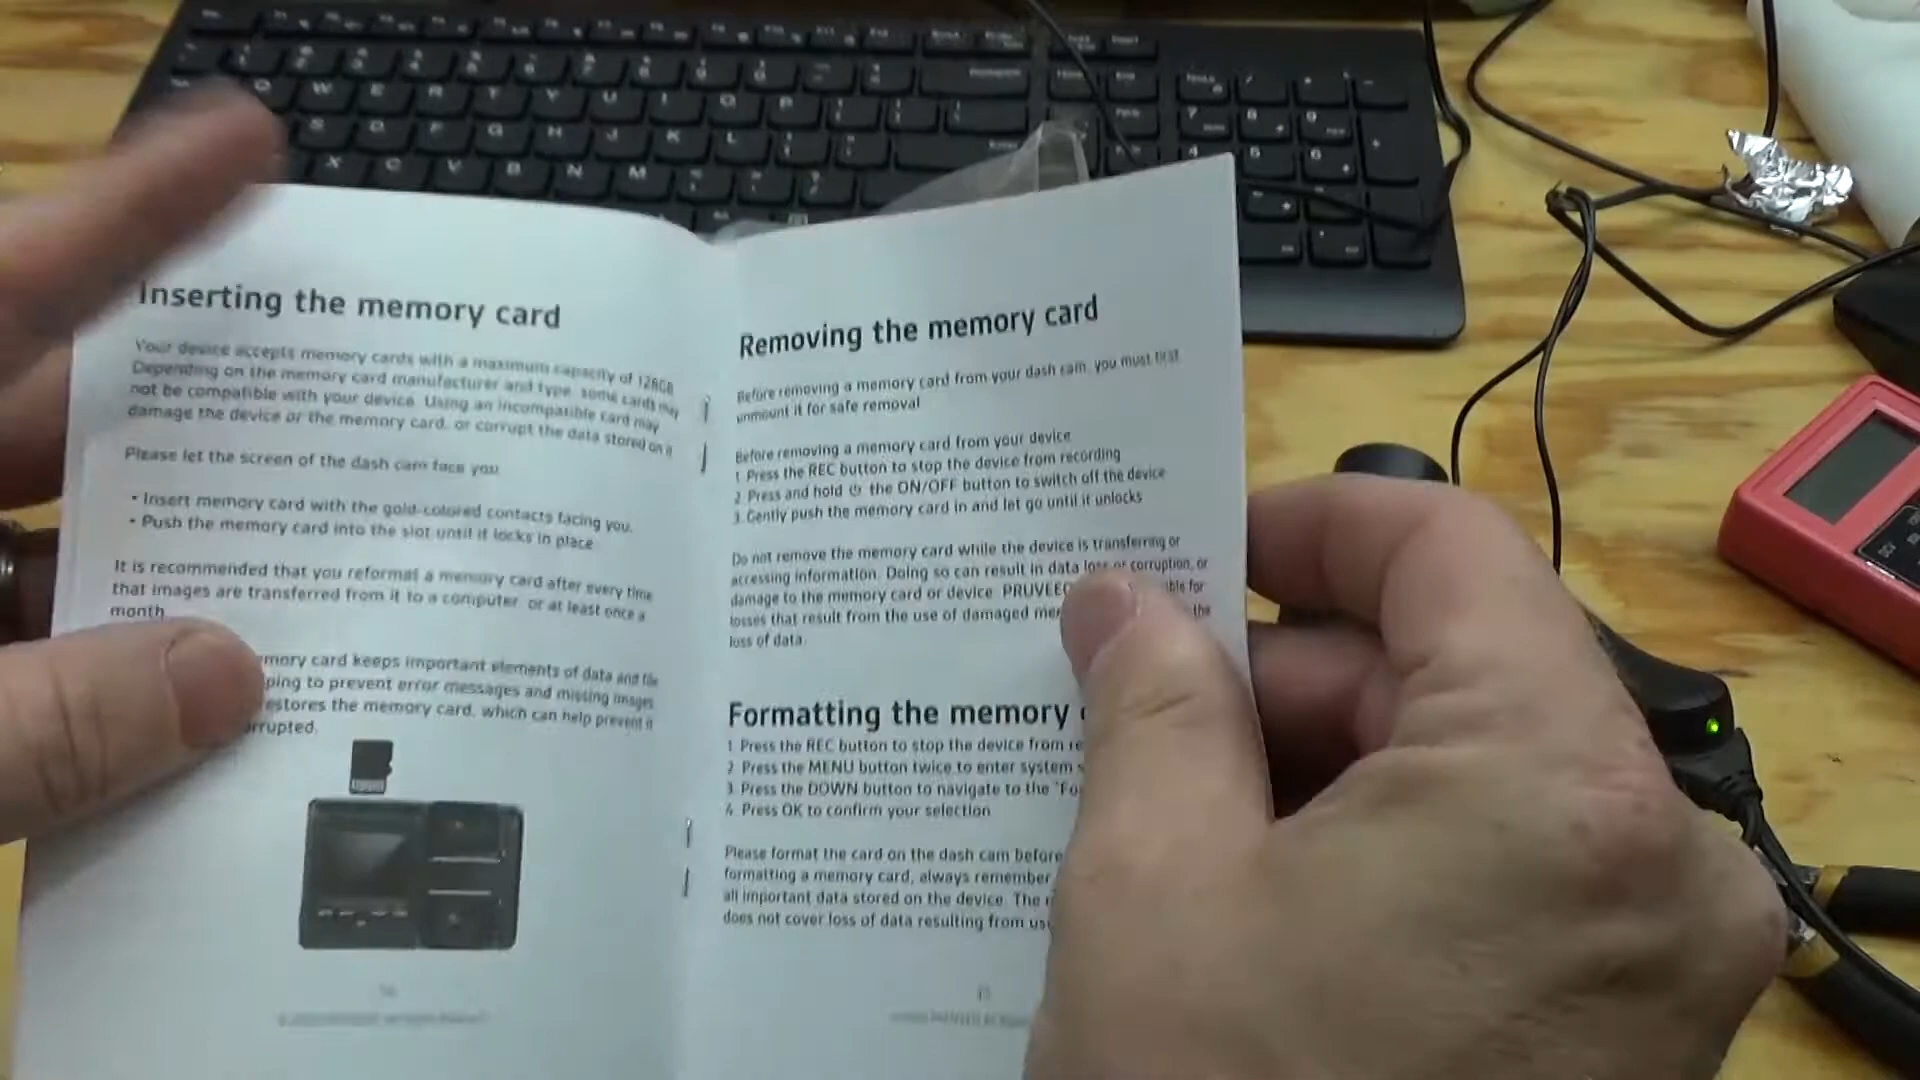 Inserting the memory card
Your device accepts memory cards with a maximum capacity of 128GB
Depending on the memory card manufacturer and type, some cards may
not be compatible with your device. Using an incompatible card may
damage the device or the memory card, or corrupt the data stored on it
Please let the screen of the dash cam face you
• Insert memory card with the gold-colored contacts facing you.
• Push the memory card into the slot until it locks in place
It is recommended that you reformat a memory card after every time
that images are transferred from it to a computer, or at least once a
month
mory card keeps important elements of data and file
ping to prevent error messages and missing images
estores the memory card, which can help prevent it
rrupted.
Removing the memory card
Before removing a memory card from your dash cam, you must first
unmount it for safe removal
Before removing a memory card from your device
1 Press the REC button to stop the device from recording
2 Press and hold ⏻ the ON/OFF button to switch off the device
3 Gently push the memory card in and let go until it unlocks
Do not remove the memory card while the device is transferring or
accessing information. Doing so can result in data loss or corruption, or
damage to the memory card or device. PRUVEEO ible for
losses that result from the use of damaged mem the
loss of data.
Formatting the memory c
1 Press the REC button to stop the device from re
2 Press the MENU button twice to enter system s
3 Press the DOWN button to navigate to the "Fo
4 Press OK to confirm your selection
Please format the card on the dash cam before
formatting a memory card, always remember
all important data stored on the device. The
does not cover loss of data resulting from us
Q W E R T Y U I O P
S D F G H J K L
X C V B N M
7 8 9
4 5 6